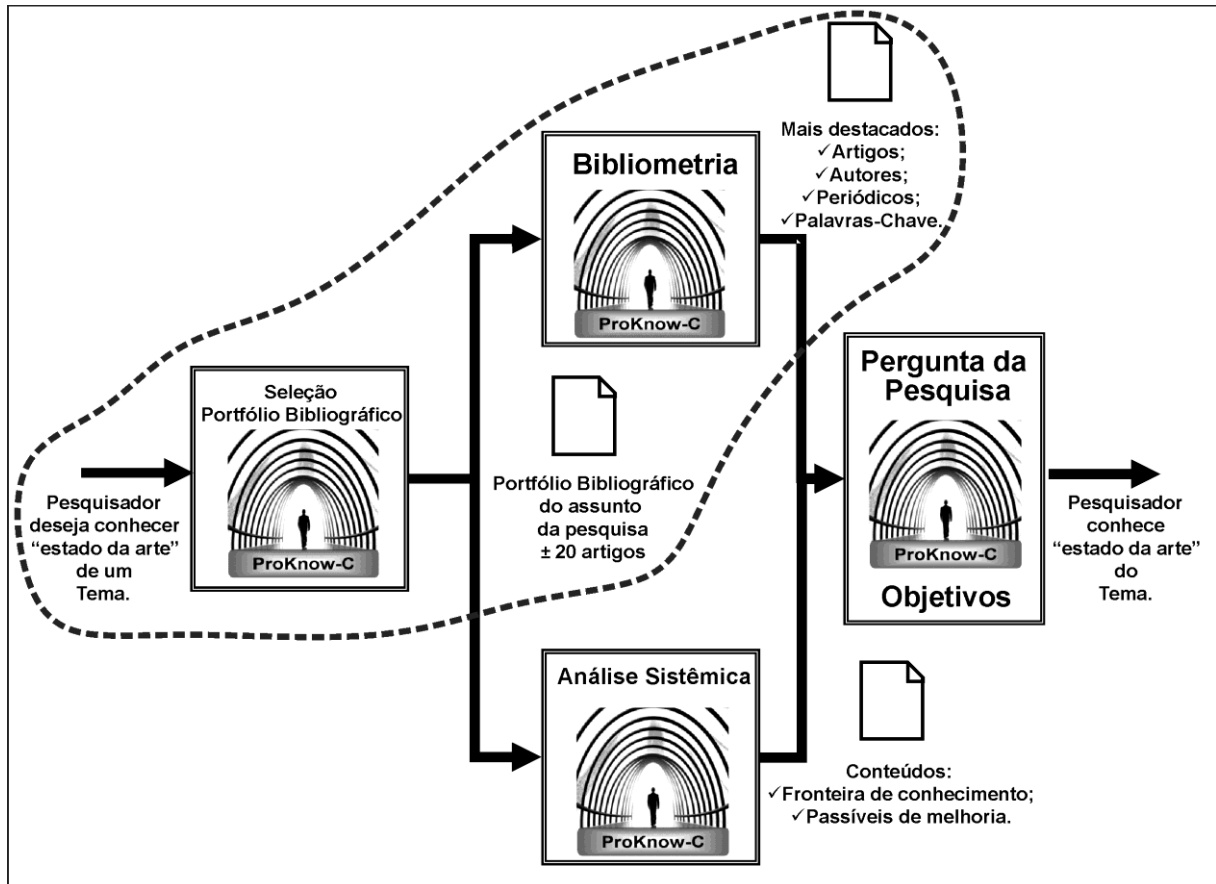 Mais destacados:
✓Artigos;
✓Autores;
✓Periódicos;
✓Palavras-Chave.
Bibliometria
ProKnow-C
Seleção
Portfólio Bibliográfico
ProKnow-C
Pesquisador
deseja conhecer
“estado da arte”
de um
Tema.
Portfólio Bibliográfico
do assunto
da pesquisa
± 20 artigos
Pergunta da
Pesquisa
ProKnow-C
Objetivos
Pesquisador
conhece
“estado da arte”
do
Tema.
Análise Sistêmica
ProKnow-C
Conteúdos:
✓Fronteira de conhecimento;
✓Passíveis de melhoria.